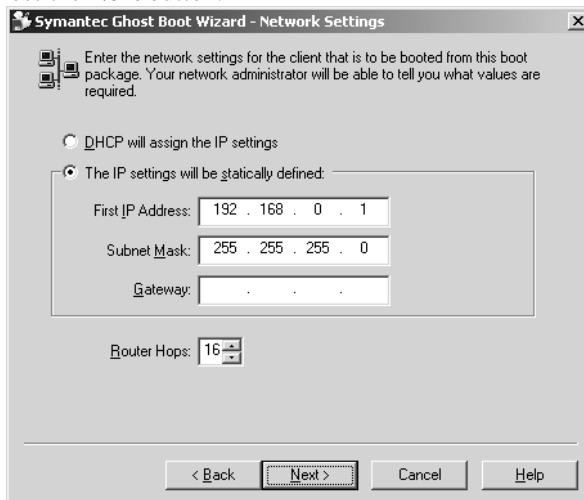 Symantec Ghost Boot Wizard - Network Settings
Enter the network settings for the client that is to be booted from this boot
package. Your network administrator will be able to tell you what values are
required.
DHCP will assign the IP settings
The IP settings will be statically defined:
First IP Address: 192 . 168 . 0 . 1
Subnet Mask: 255 . 255 . 255 . 0
Gateway: . . .
Router Hops: 16
< Back Next > Cancel Help